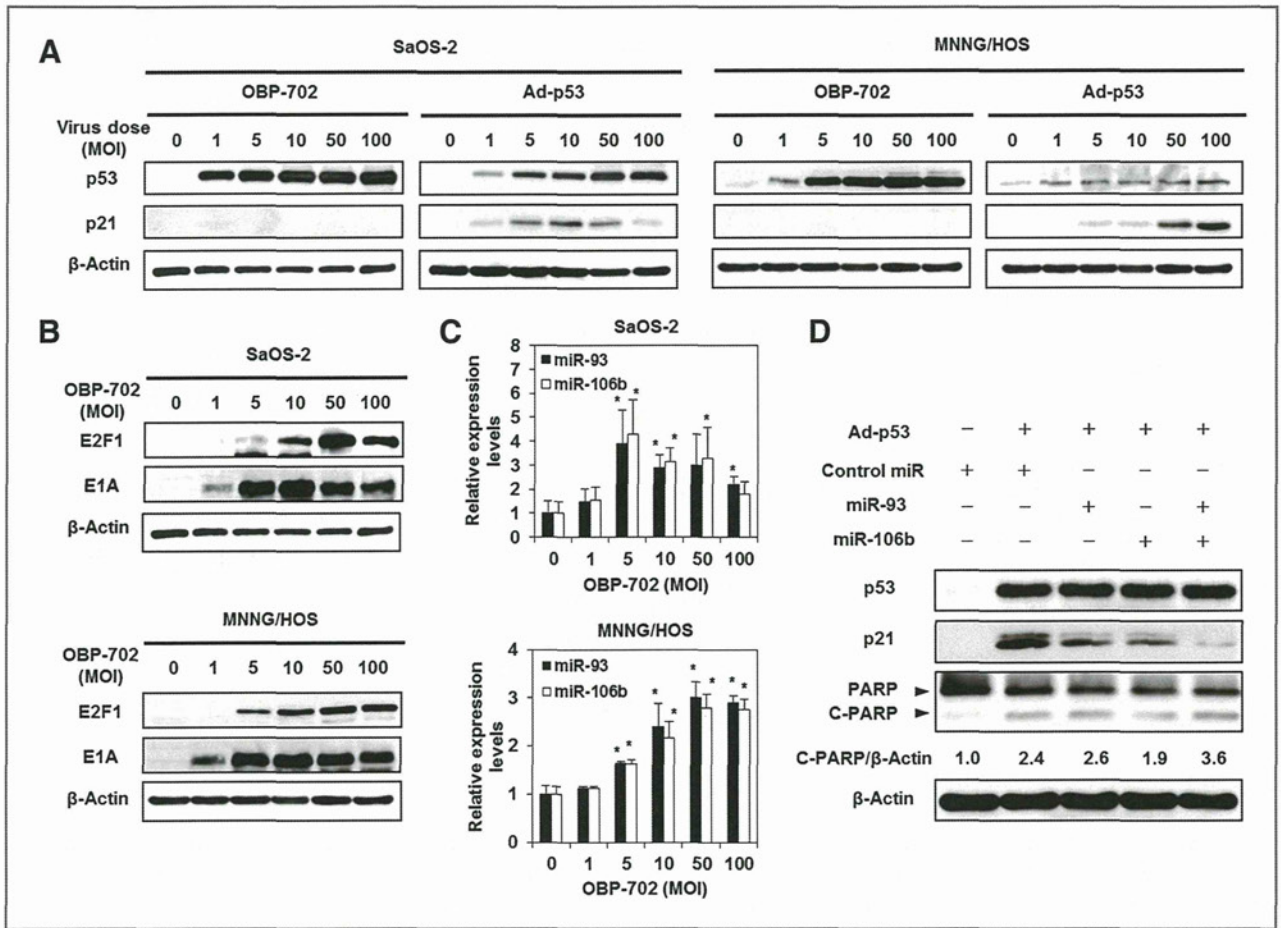 A
SaOS-2
MNNG/HOS
OBP-702
Ad-p53
OBP-702
Ad-p53
Virus dose
(MOI)
0 1 5 10 50 100
0 1 5 10 50 100
0 1 5 10 50 100
0 1 5 10 50 100
p53
p21
β-Actin
B
SaOS-2
OBP-702
(MOI)
0 1 5 10 50 100
E2F1
E1A
β-Actin
MNNG/HOS
OBP-702
(MOI)
0 1 5 10 50 100
E2F1
E1A
β-Actin
C
SaOS-2
Relative expression
levels
8
7
6
5
4
3
2
1
0
miR-93
miR-106b
* * * * * *
0 1 5 10 50 100
OBP-702 (MOI)
MNNG/HOS
Relative expression
levels
4
3
2
1
0
miR-93
miR-106b
* * * * * * * *
0 1 5 10 50 100
OBP-702 (MOI)
D
Ad-p53 – + + + +
Control miR + + – – –
miR-93 – – + – +
miR-106b – – – + +
p53
p21
PARP
C-PARP
C-PARP/β-Actin 1.0 2.4 2.6 1.9 3.6
β-Actin